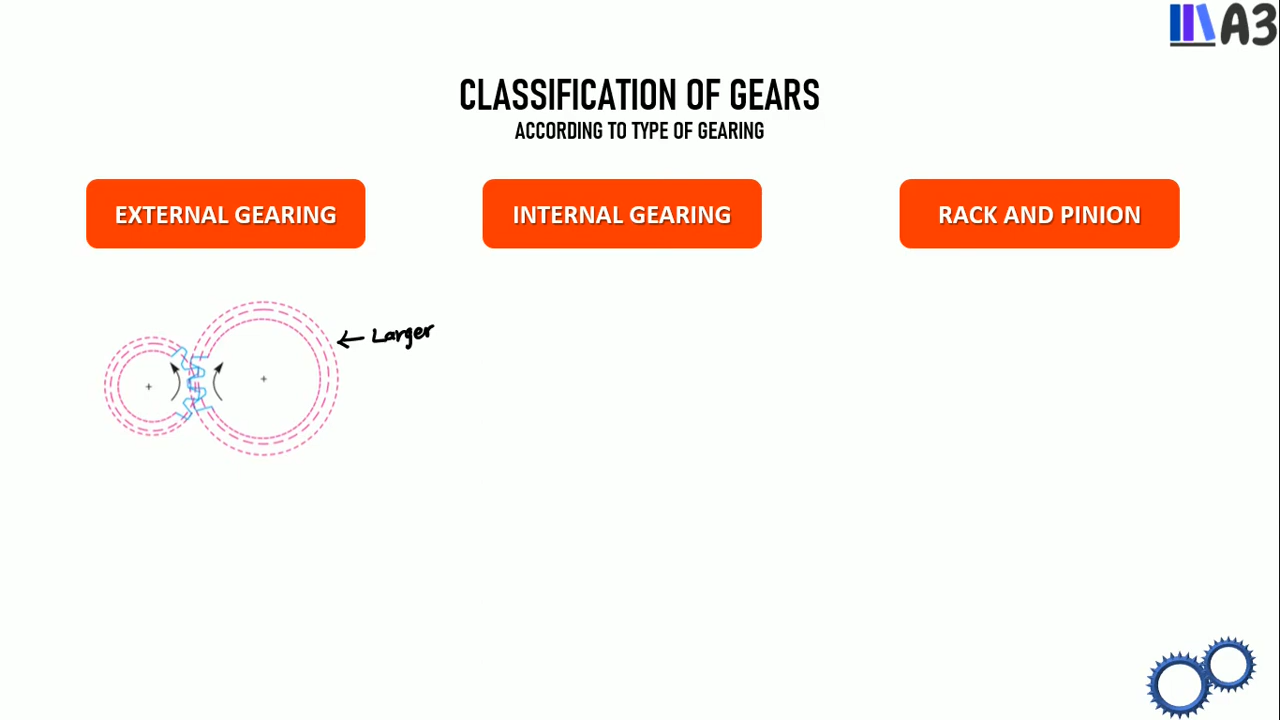 A3
CLASSIFICATION OF GEARS
ACCORDING TO TYPE OF GEARING
EXTERNAL GEARING
INTERNAL GEARING
RACK AND PINION
← Larger